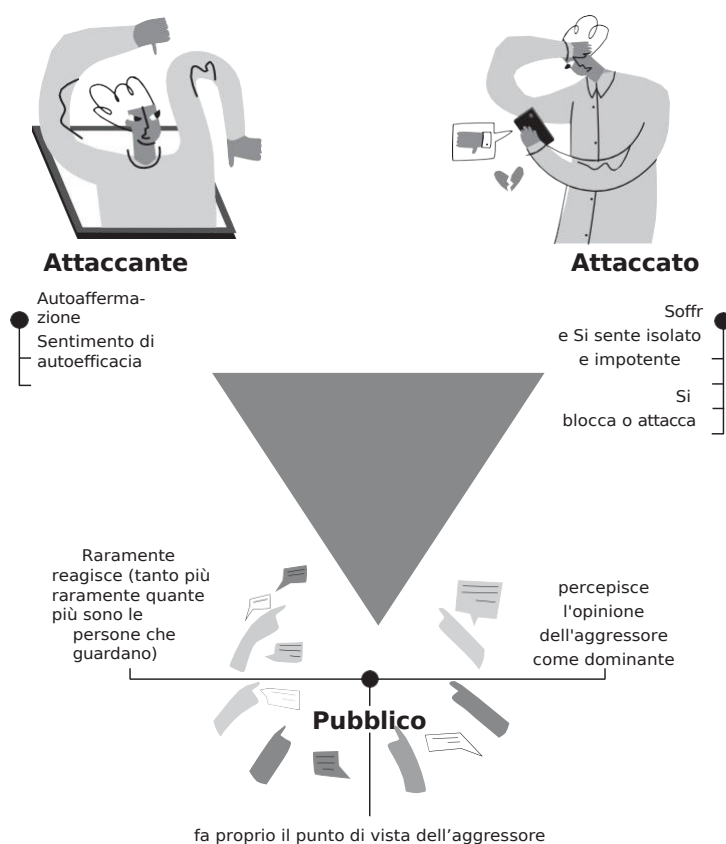 Attaccante
Autoafferma-
zione
Sentimento di
autoefficacia
Attaccato
Soffr
e Si sente isolato
e impotente
Si
blocca o attacca
Raramente
reagisce (tanto più
raramente quante
più sono le
persone che
guardano)
percepisce
l'opinione
dell'aggressore
come dominante
Pubblico
fa proprio il punto di vista dell’aggressore